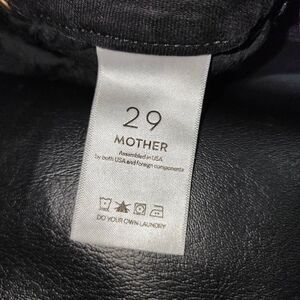 29
MOTHER
Assembled in USA
by both USA and foreign components
DO YOUR OWN LAUNDRY